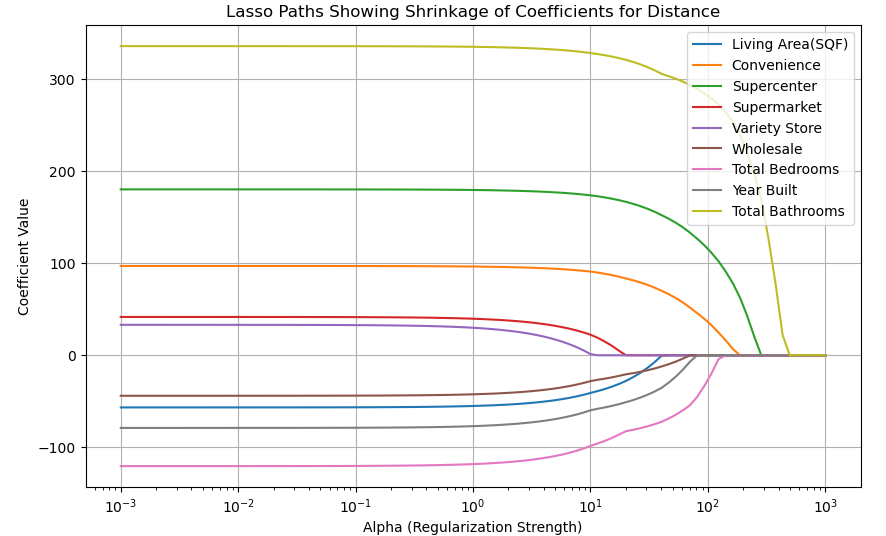 Lasso Paths Showing Shrinkage of Coefficients for Distance
Living Area(SQF)
Convenience
Supercenter
Supermarket
Variety Store
Wholesale
Total Bedrooms
Year Built
Total Bathrooms
Coefficient Value
300
200
100
0
−100
10⁻³ 10⁻² 10⁻¹ 10⁰ 10¹ 10² 10³
Alpha (Regularization Strength)